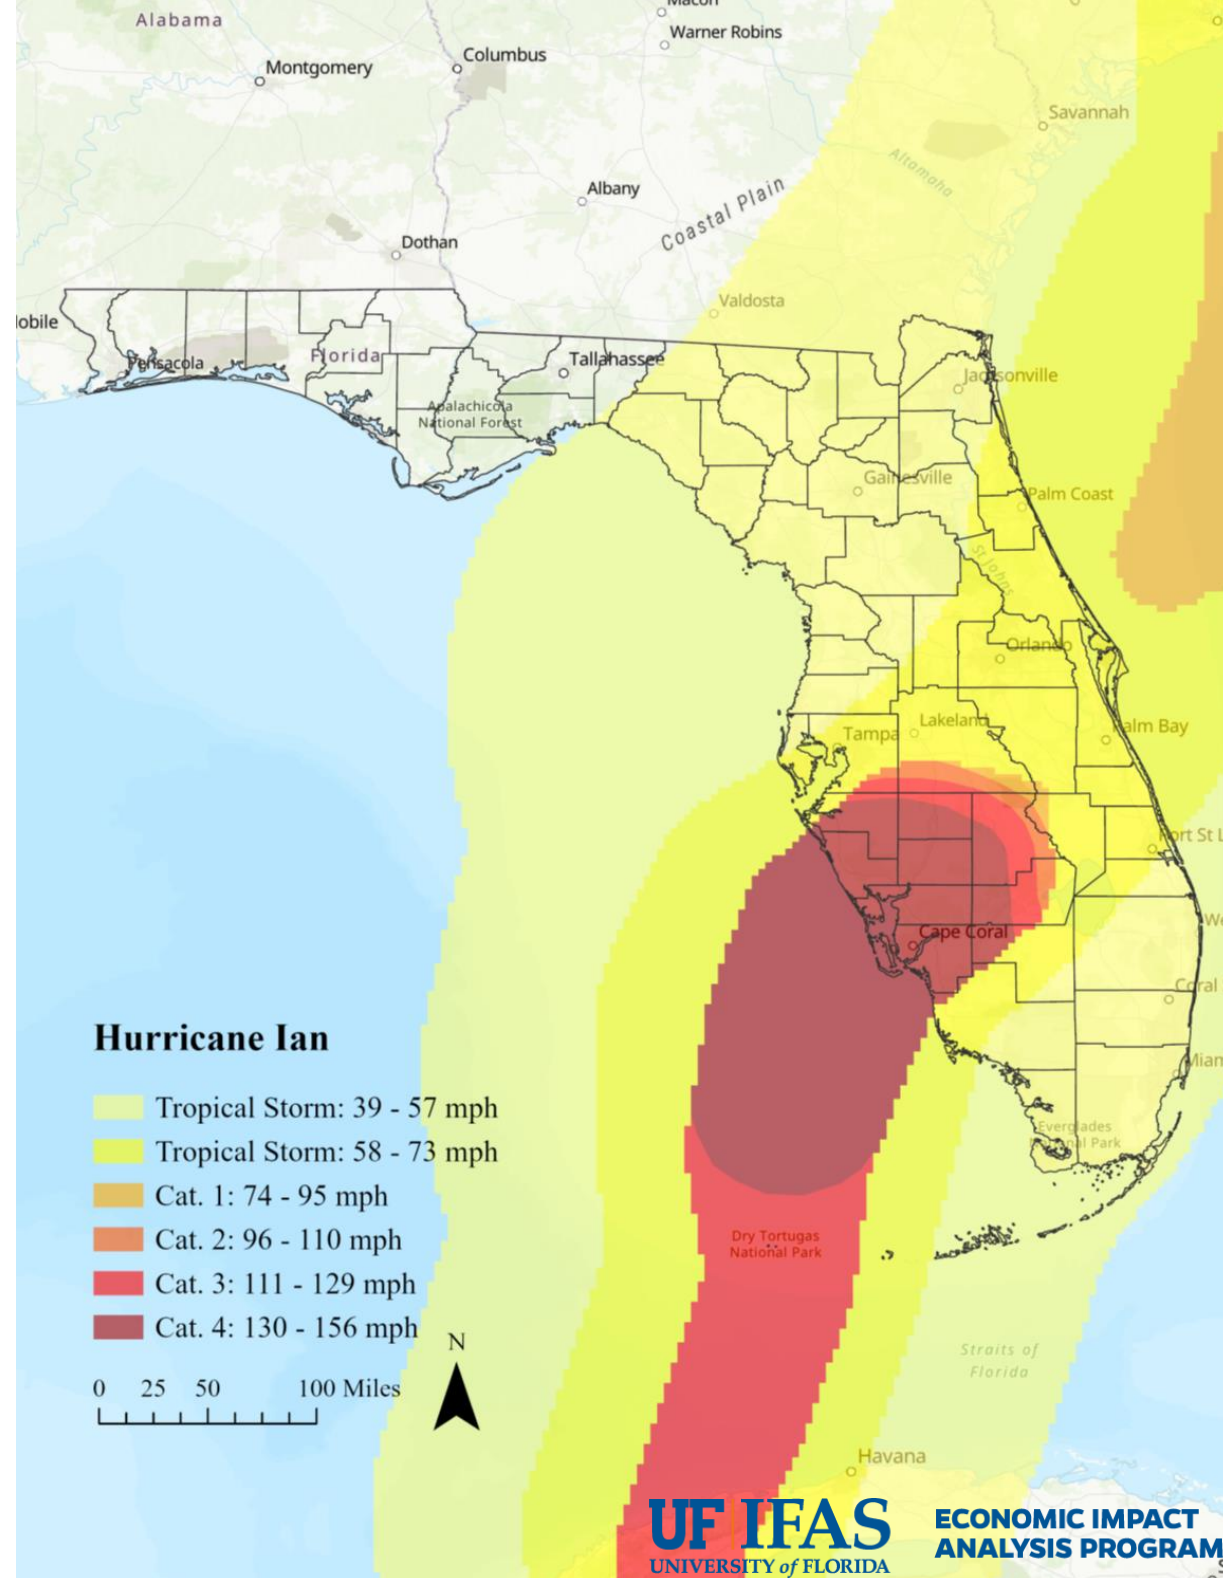 Macon
Alabama
Warner Robins
Columbus
Montgomery
Savannah
Altamaha
Albany
Coastal Plain
Dothan
Valdosta
lobile
Pensacola
Florida
Tallahassee
Jacksonville
Apalachicola
National Forest
Gainesville
Palm Coast
St Johns
Orlando
Lakeland
Tampa
Palm Bay
Port St L
Cape Coral
We
Coral
Miam
Everglades
National Park
Hurricane Ian
Tropical Storm: 39 - 57 mph
Tropical Storm: 58 - 73 mph
Cat. 1: 74 - 95 mph
Cat. 2: 96 - 110 mph
Cat. 3: 111 - 129 mph
Cat. 4: 130 - 156 mph
Dry Tortugas
National Park
N
0 25 50 100 Miles
Straits of
Florida
Havana
UF IFAS
UNIVERSITY of FLORIDA
ECONOMIC IMPACT
ANALYSIS PROGRAM